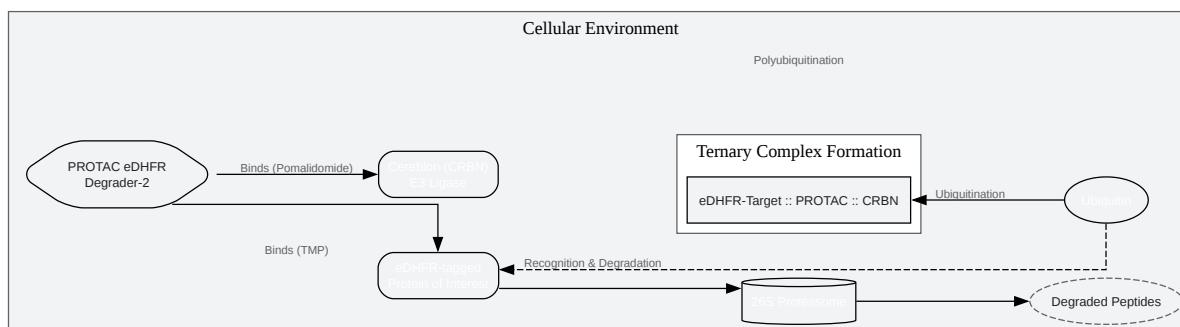 Cellular Environment
Polyubiquitination
Ternary Complex Formation
PROTAC eDHFR
Degrader-2
Binds (Pomalidomide)
Cereblon (CRBN)
E3 Ligase
eDHFR-Target :: PROTAC :: CRBN
Ubiquitination
Ubiquitin
Binds (TMP)
eDHFR-tagged
Protein of Interest
Recognition & Degradation
26S Proteasome
Degraded Peptides